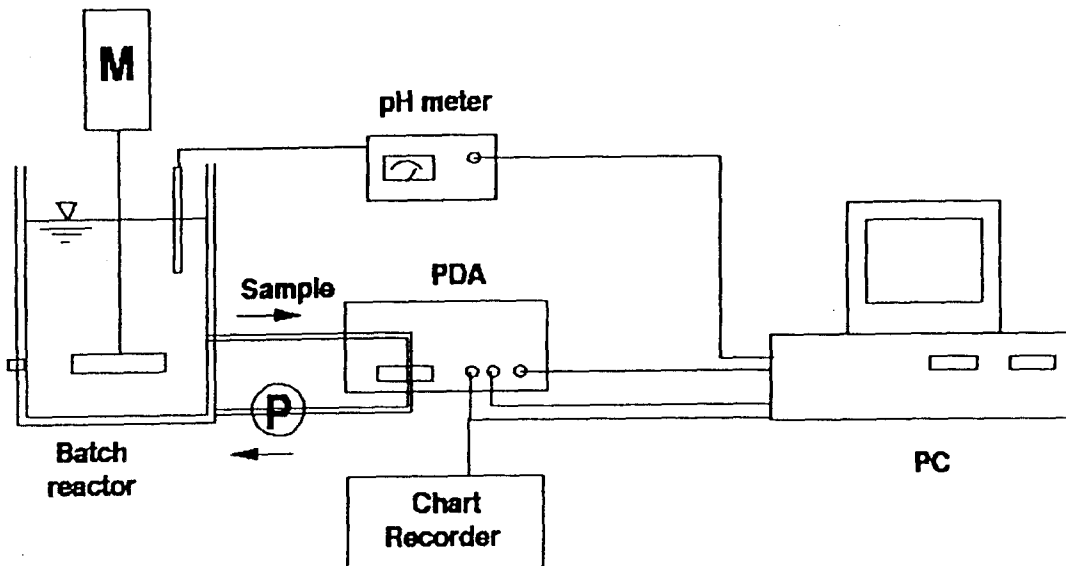 M
pH meter
PDA
Sample
P
Batch
reactor
Chart
Recorder
PC